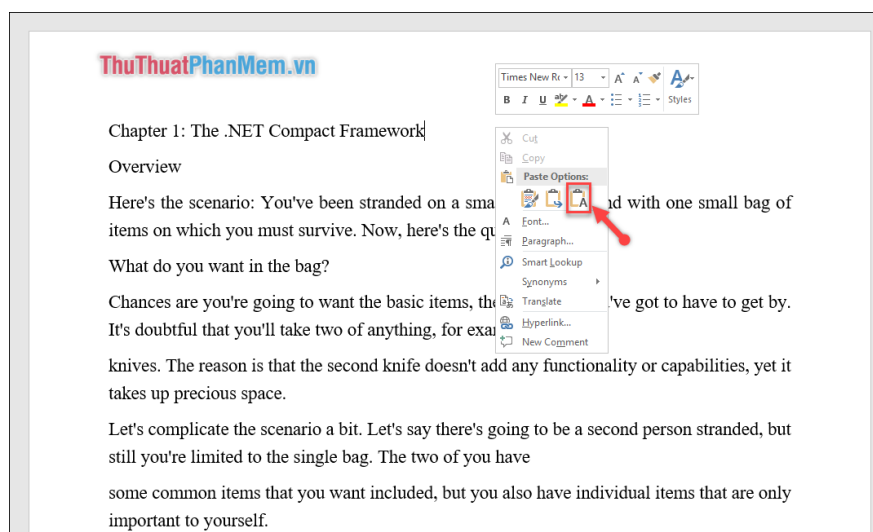 ThuThuatPhanMem.vn
Times New Ro 13
B I U ab A Styles
Chapter 1: The .NET Compact Framework
Overview
Here's the scenario: You've been stranded on a sma nd with one small bag of
items on which you must survive. Now, here's the qu
What do you want in the bag?
Chances are you're going to want the basic items, the 've got to have to get by.
It's doubtful that you'll take two of anything, for exa
knives. The reason is that the second knife doesn't add any functionality or capabilities, yet it
takes up precious space.
Let's complicate the scenario a bit. Let's say there's going to be a second person stranded, but
still you're limited to the single bag. The two of you have
some common items that you want included, but you also have individual items that are only
important to yourself.
Cut
Copy
Paste Options:
A
A Font...
Paragraph...
Smart Lookup
Synonyms
Translate
Hyperlink...
New Comment